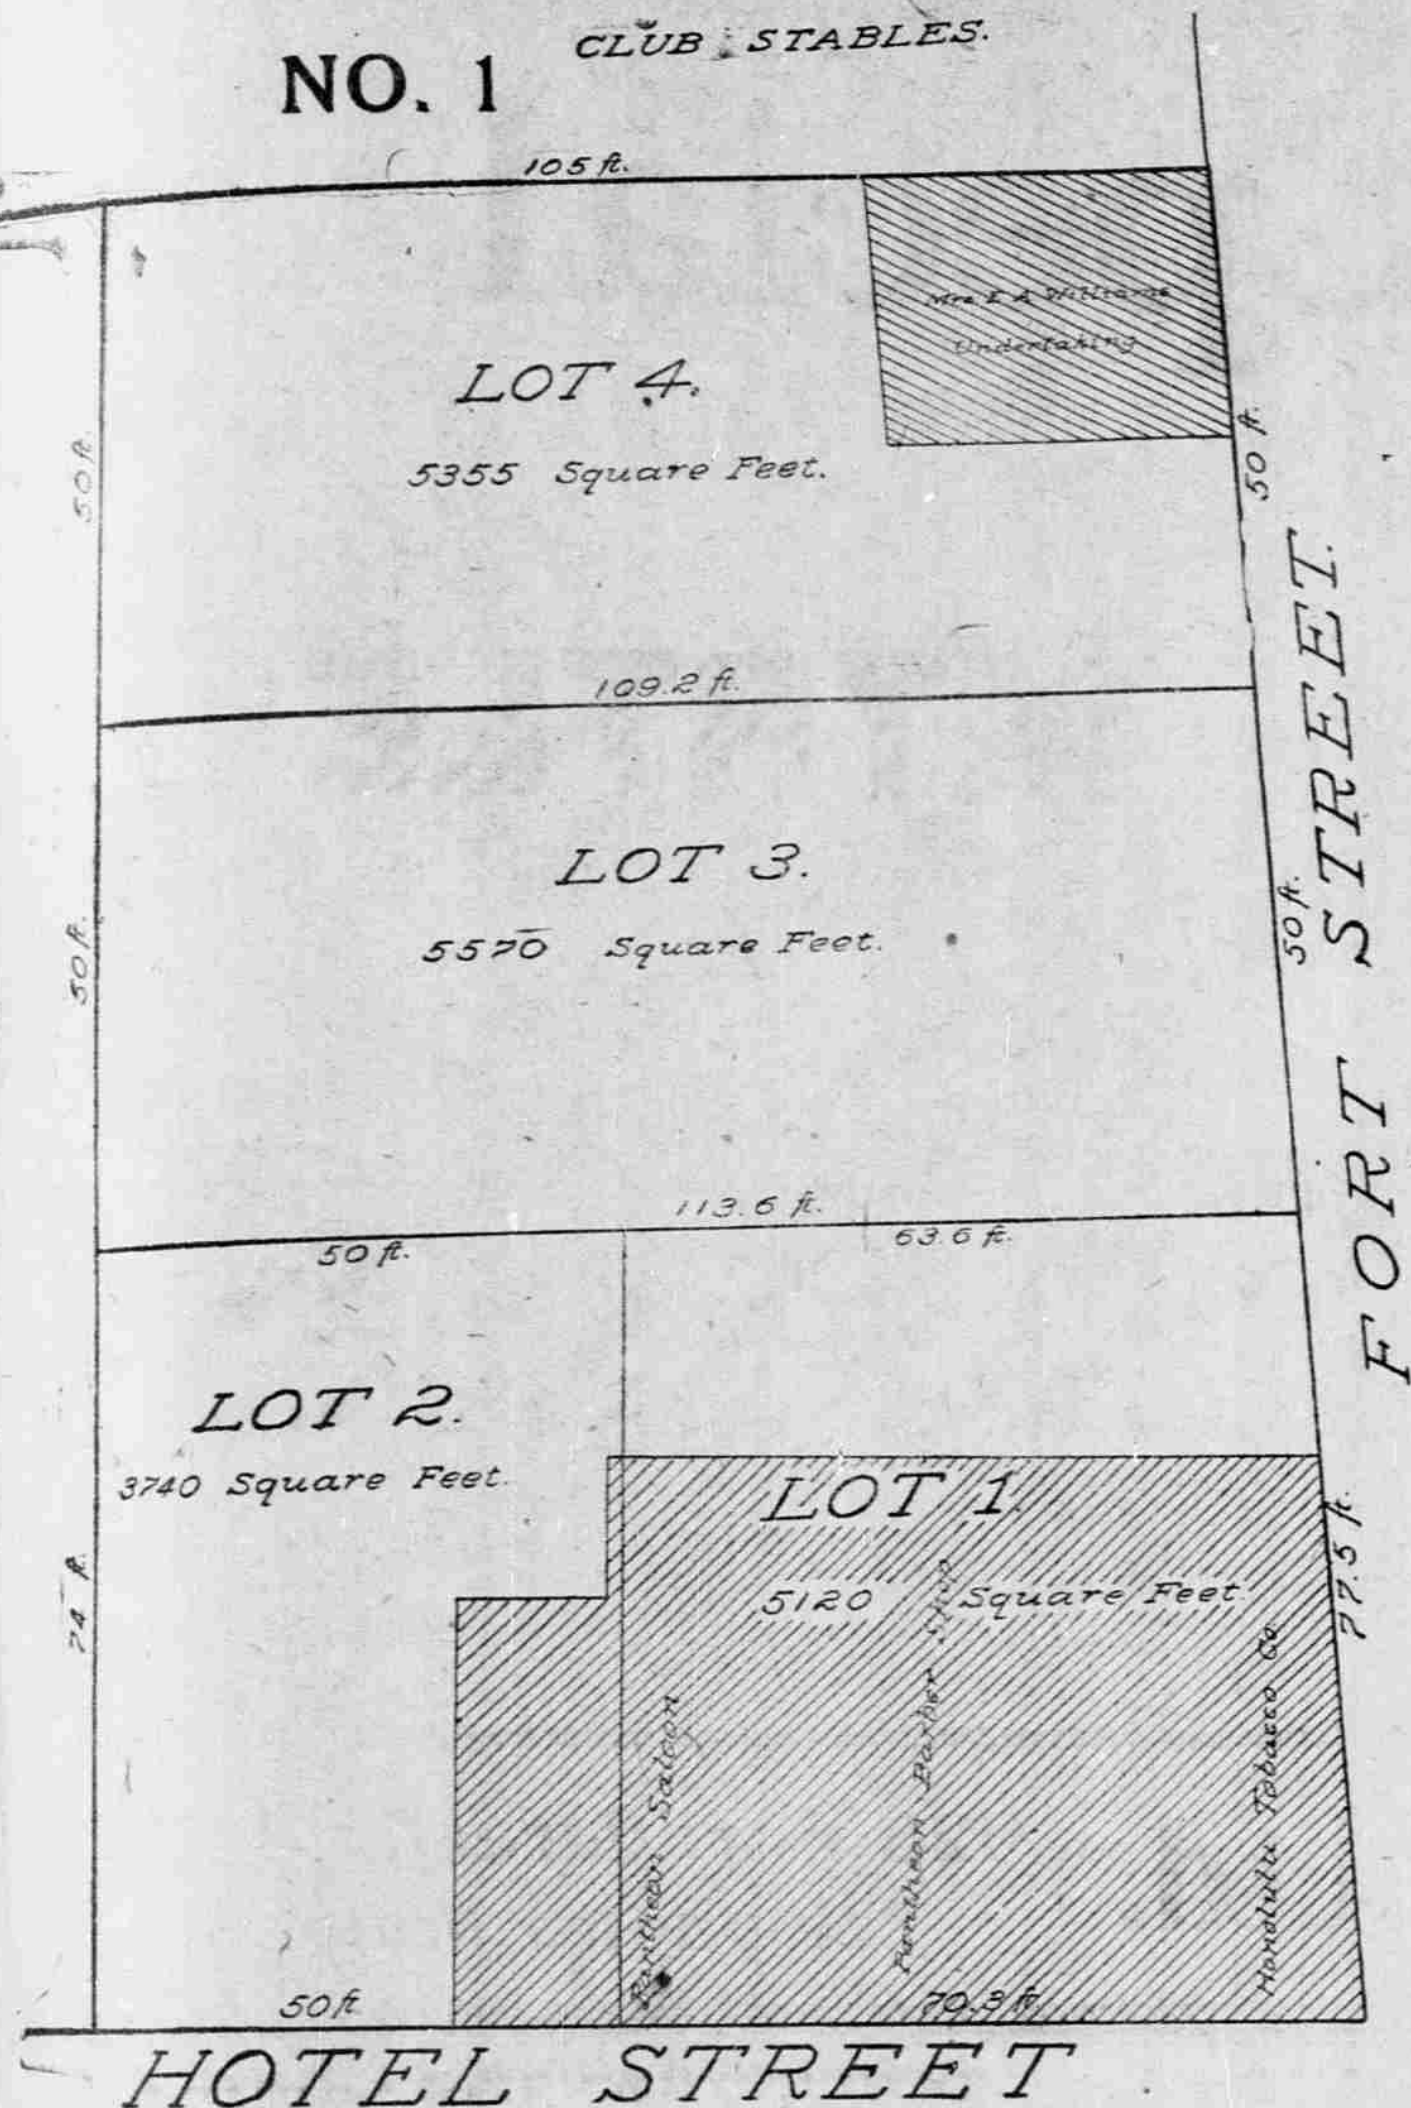 CLUB STABLES.
NO. 1
105 ft.
Mrs E A Williams
Undertaking
LOT 4.
5355 Square Feet.
50 ft.
50 ft.
109.2 ft.
LOT 3.
5570 Square Feet.
50 ft.
50 ft.
FORT STREET.
113.6 ft.
50 ft.
63.6 ft.
LOT 2.
3740 Square Feet.
74 ft.
LOT 1.
5120 Square Feet
77.5 ft.
Pantheon Saloon
Pantheon Barber Shop
Honolulu Tobacco Co
50 ft
70.3 ft
HOTEL STREET